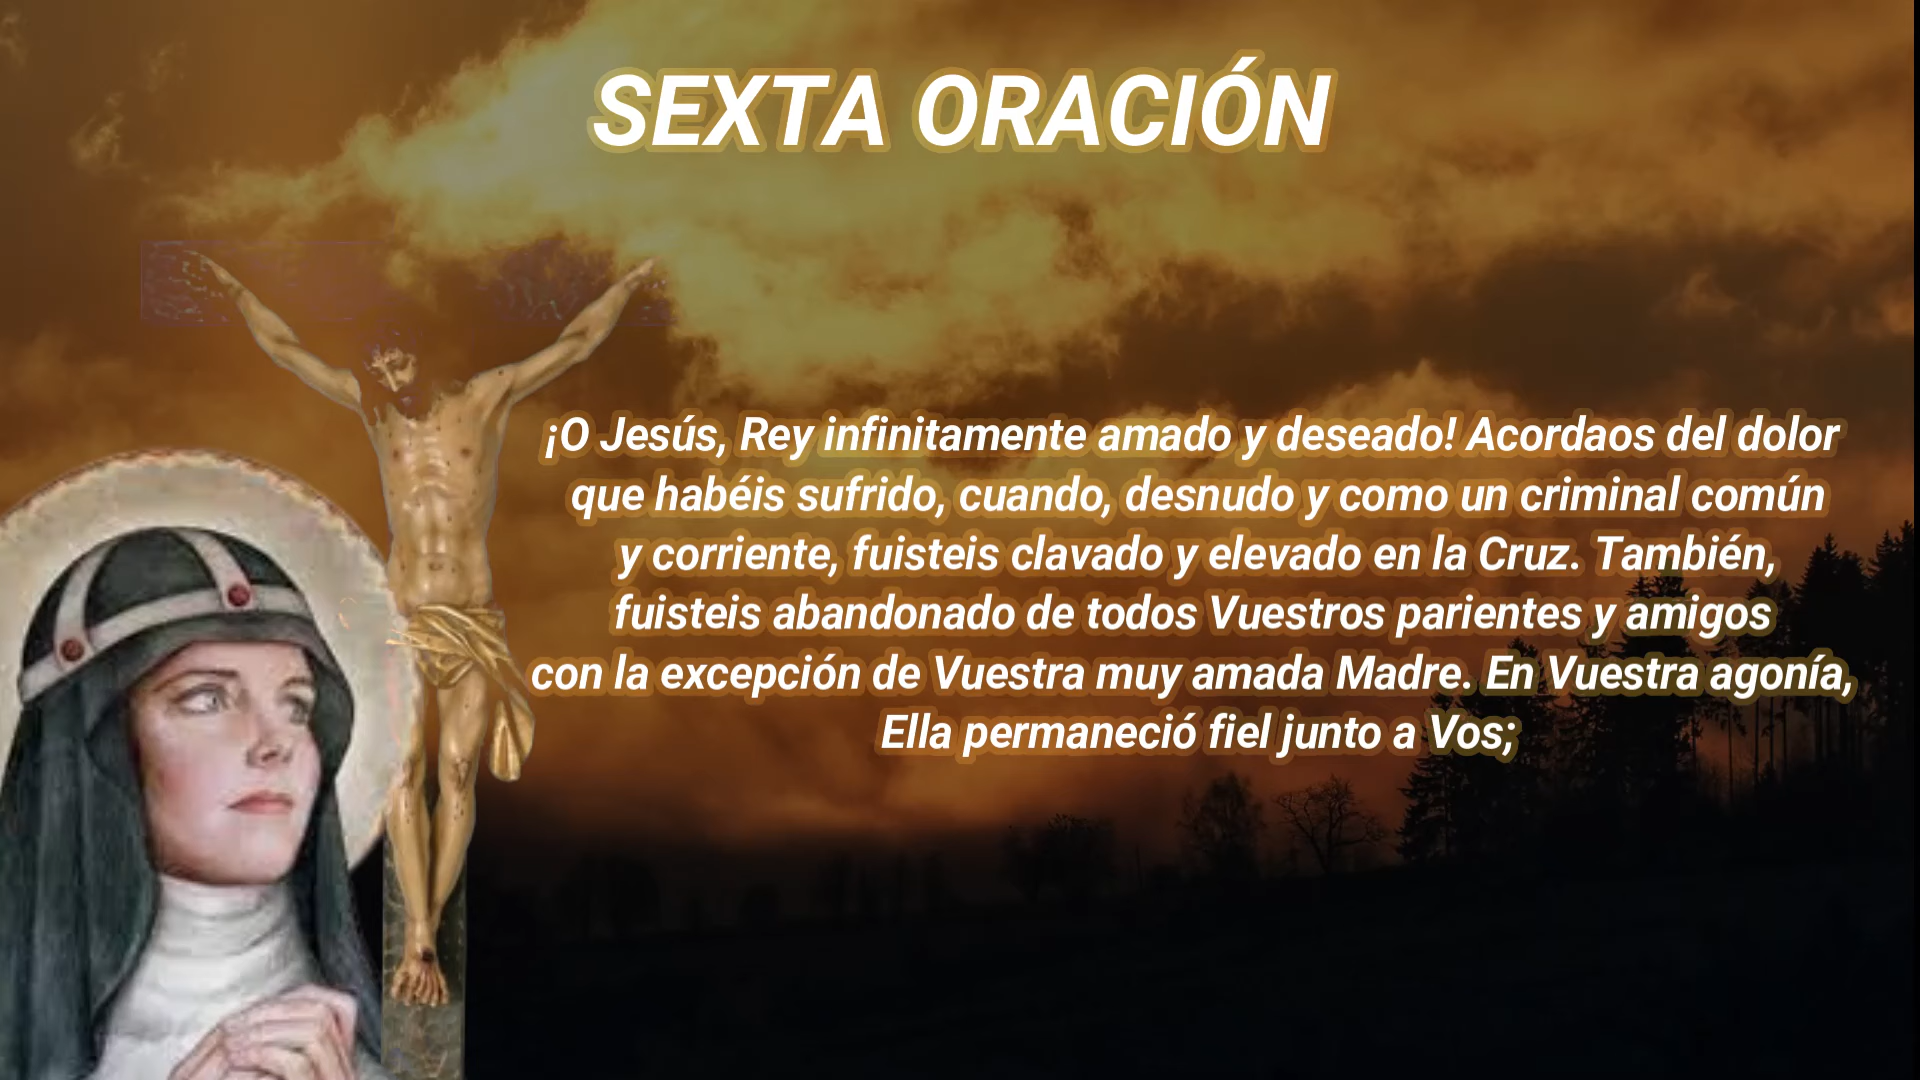 SEXTA ORACIÓN
¡O Jesús, Rey infinitamente amado y deseado! Acordaos del dolor
que habéis sufrido, cuando, desnudo y como un criminal común
y corriente, fuisteis clavado y elevado en la Cruz. También,
fuisteis abandonado de todos Vuestros parientes y amigos
con la excepción de Vuestra muy amada Madre. En Vuestra agonía,
Ella permaneció fiel junto a Vos;